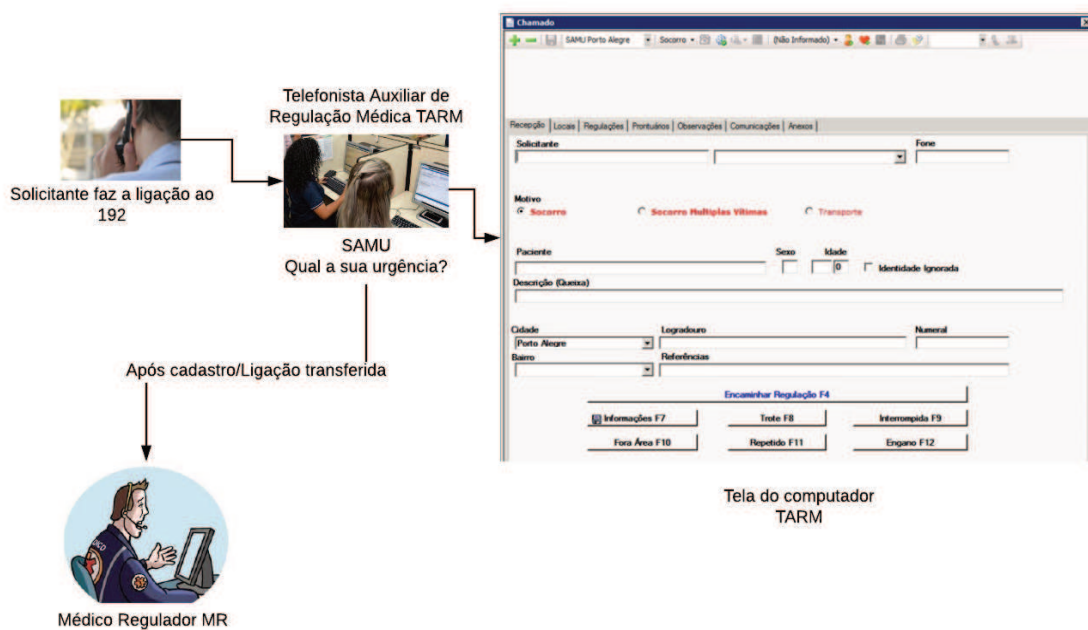 Chamado
SAMU Porto Alegre
Socorro
(Não Informado)
Telefonista Auxiliar de
Regulação Médica TARM
Solicitante faz a ligação ao
192
SAMU
Qual a sua urgência?
Recepção Locais Regulações Prontuários Observações Comunicações Anexos
Solicitante Fone
Motivo
Socorro Socorro Multiplas Vítimas Transporte
Paciente Sexo Idade
0 Identidade Ignorada
Descrição (Queixa)
Cidade Logradouro Numeral
Porto Alegre
Bairro Referências
Encaminhar Regulação F4
Informações F7 Trote F8 Interrompida F9
Fora Área F10 Repetido F11 Engano F12
Após cadastro/Ligação transferida
Tela do computador
TARM
Médico Regulador MR